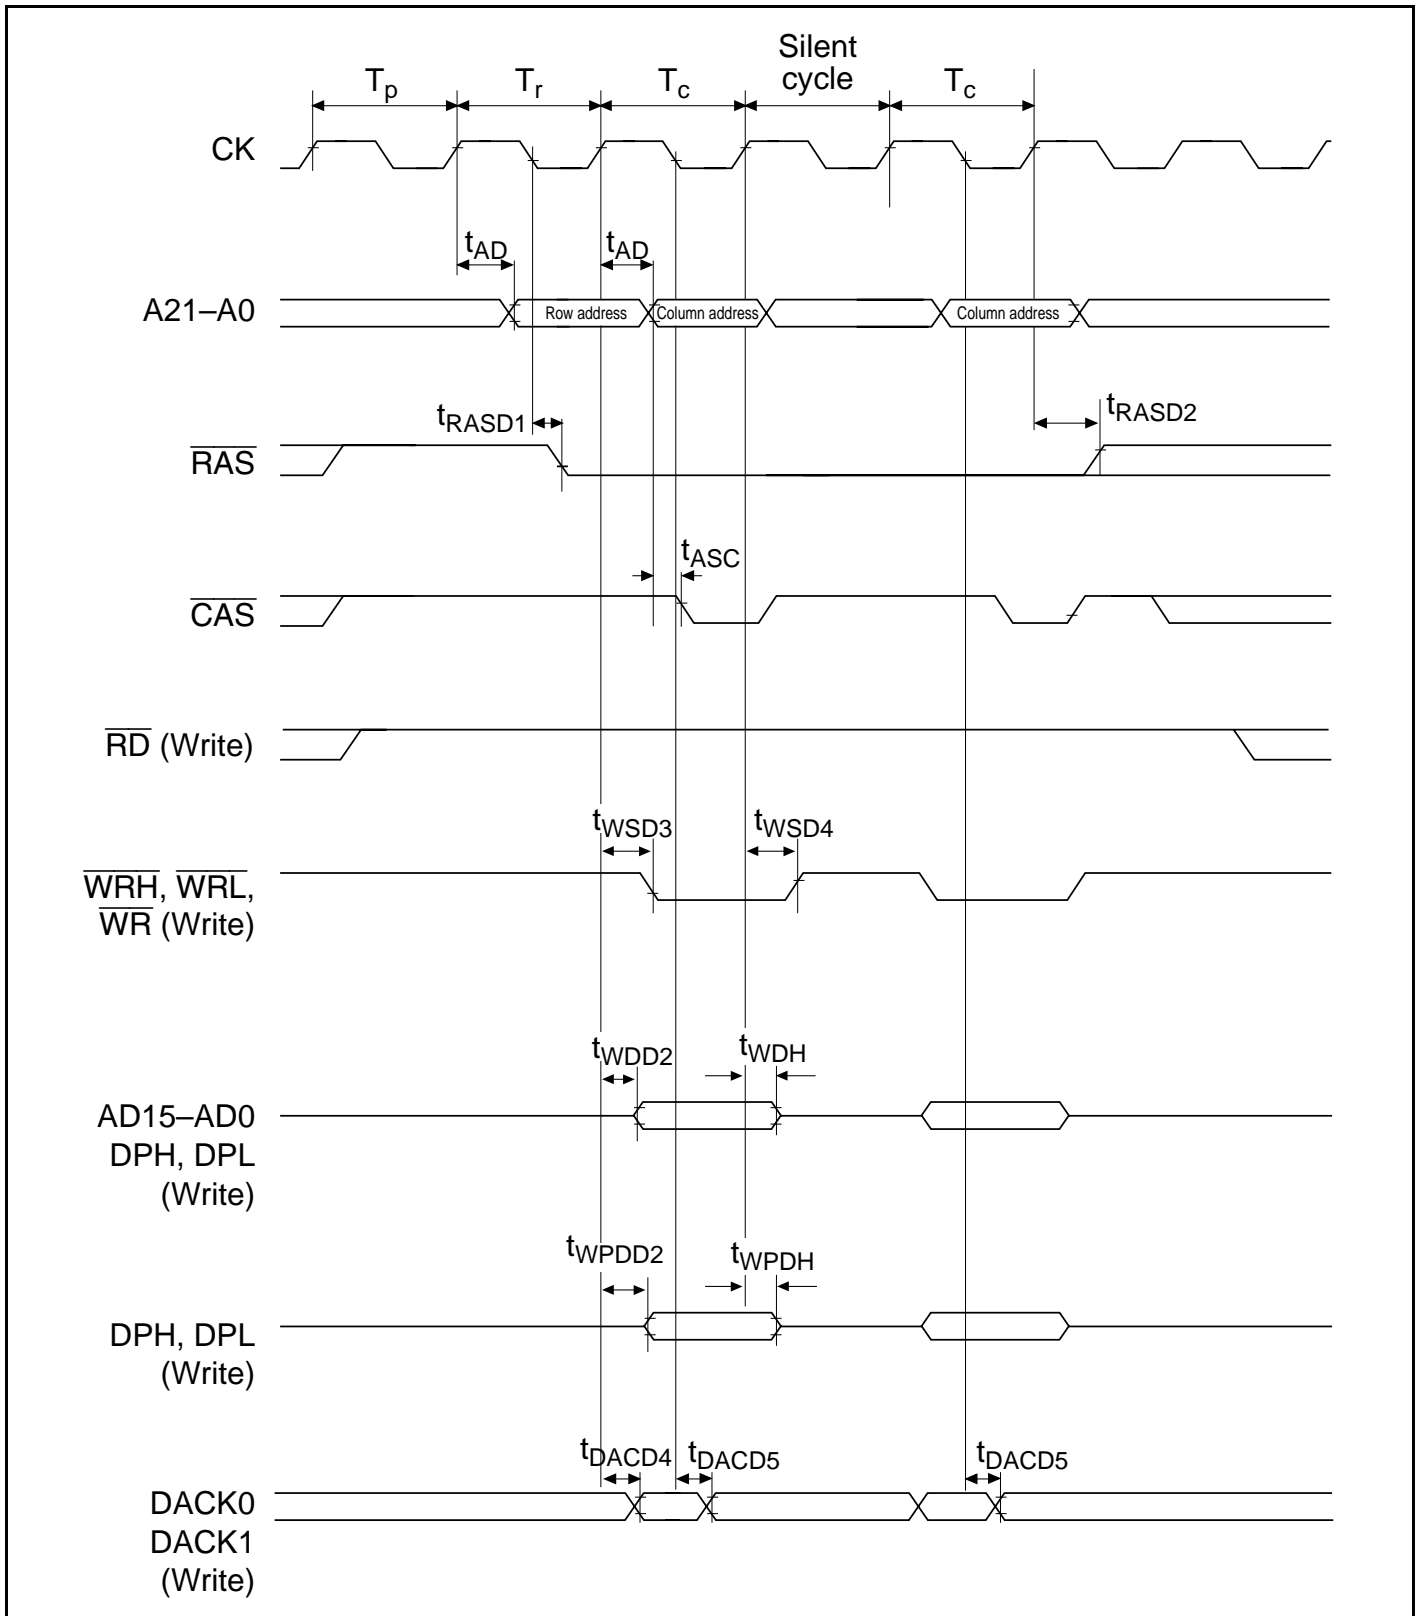 Silent
cycle
Tp
Tr
Tc
Tc
CK
tAD
tAD
A21–A0
Row address
Column address
Column address
tRASD1
tRASD2
RAS
tASC
CAS
RD (Write)
tWSD3
tWSD4
WRH, WRL,
WR (Write)
tWDD2
tWDH
AD15–AD0
DPH, DPL
(Write)
tWPDD2
tWPDH
DPH, DPL
(Write)
tDACD4
tDACD5
tDACD5
DACK0
DACK1
(Write)